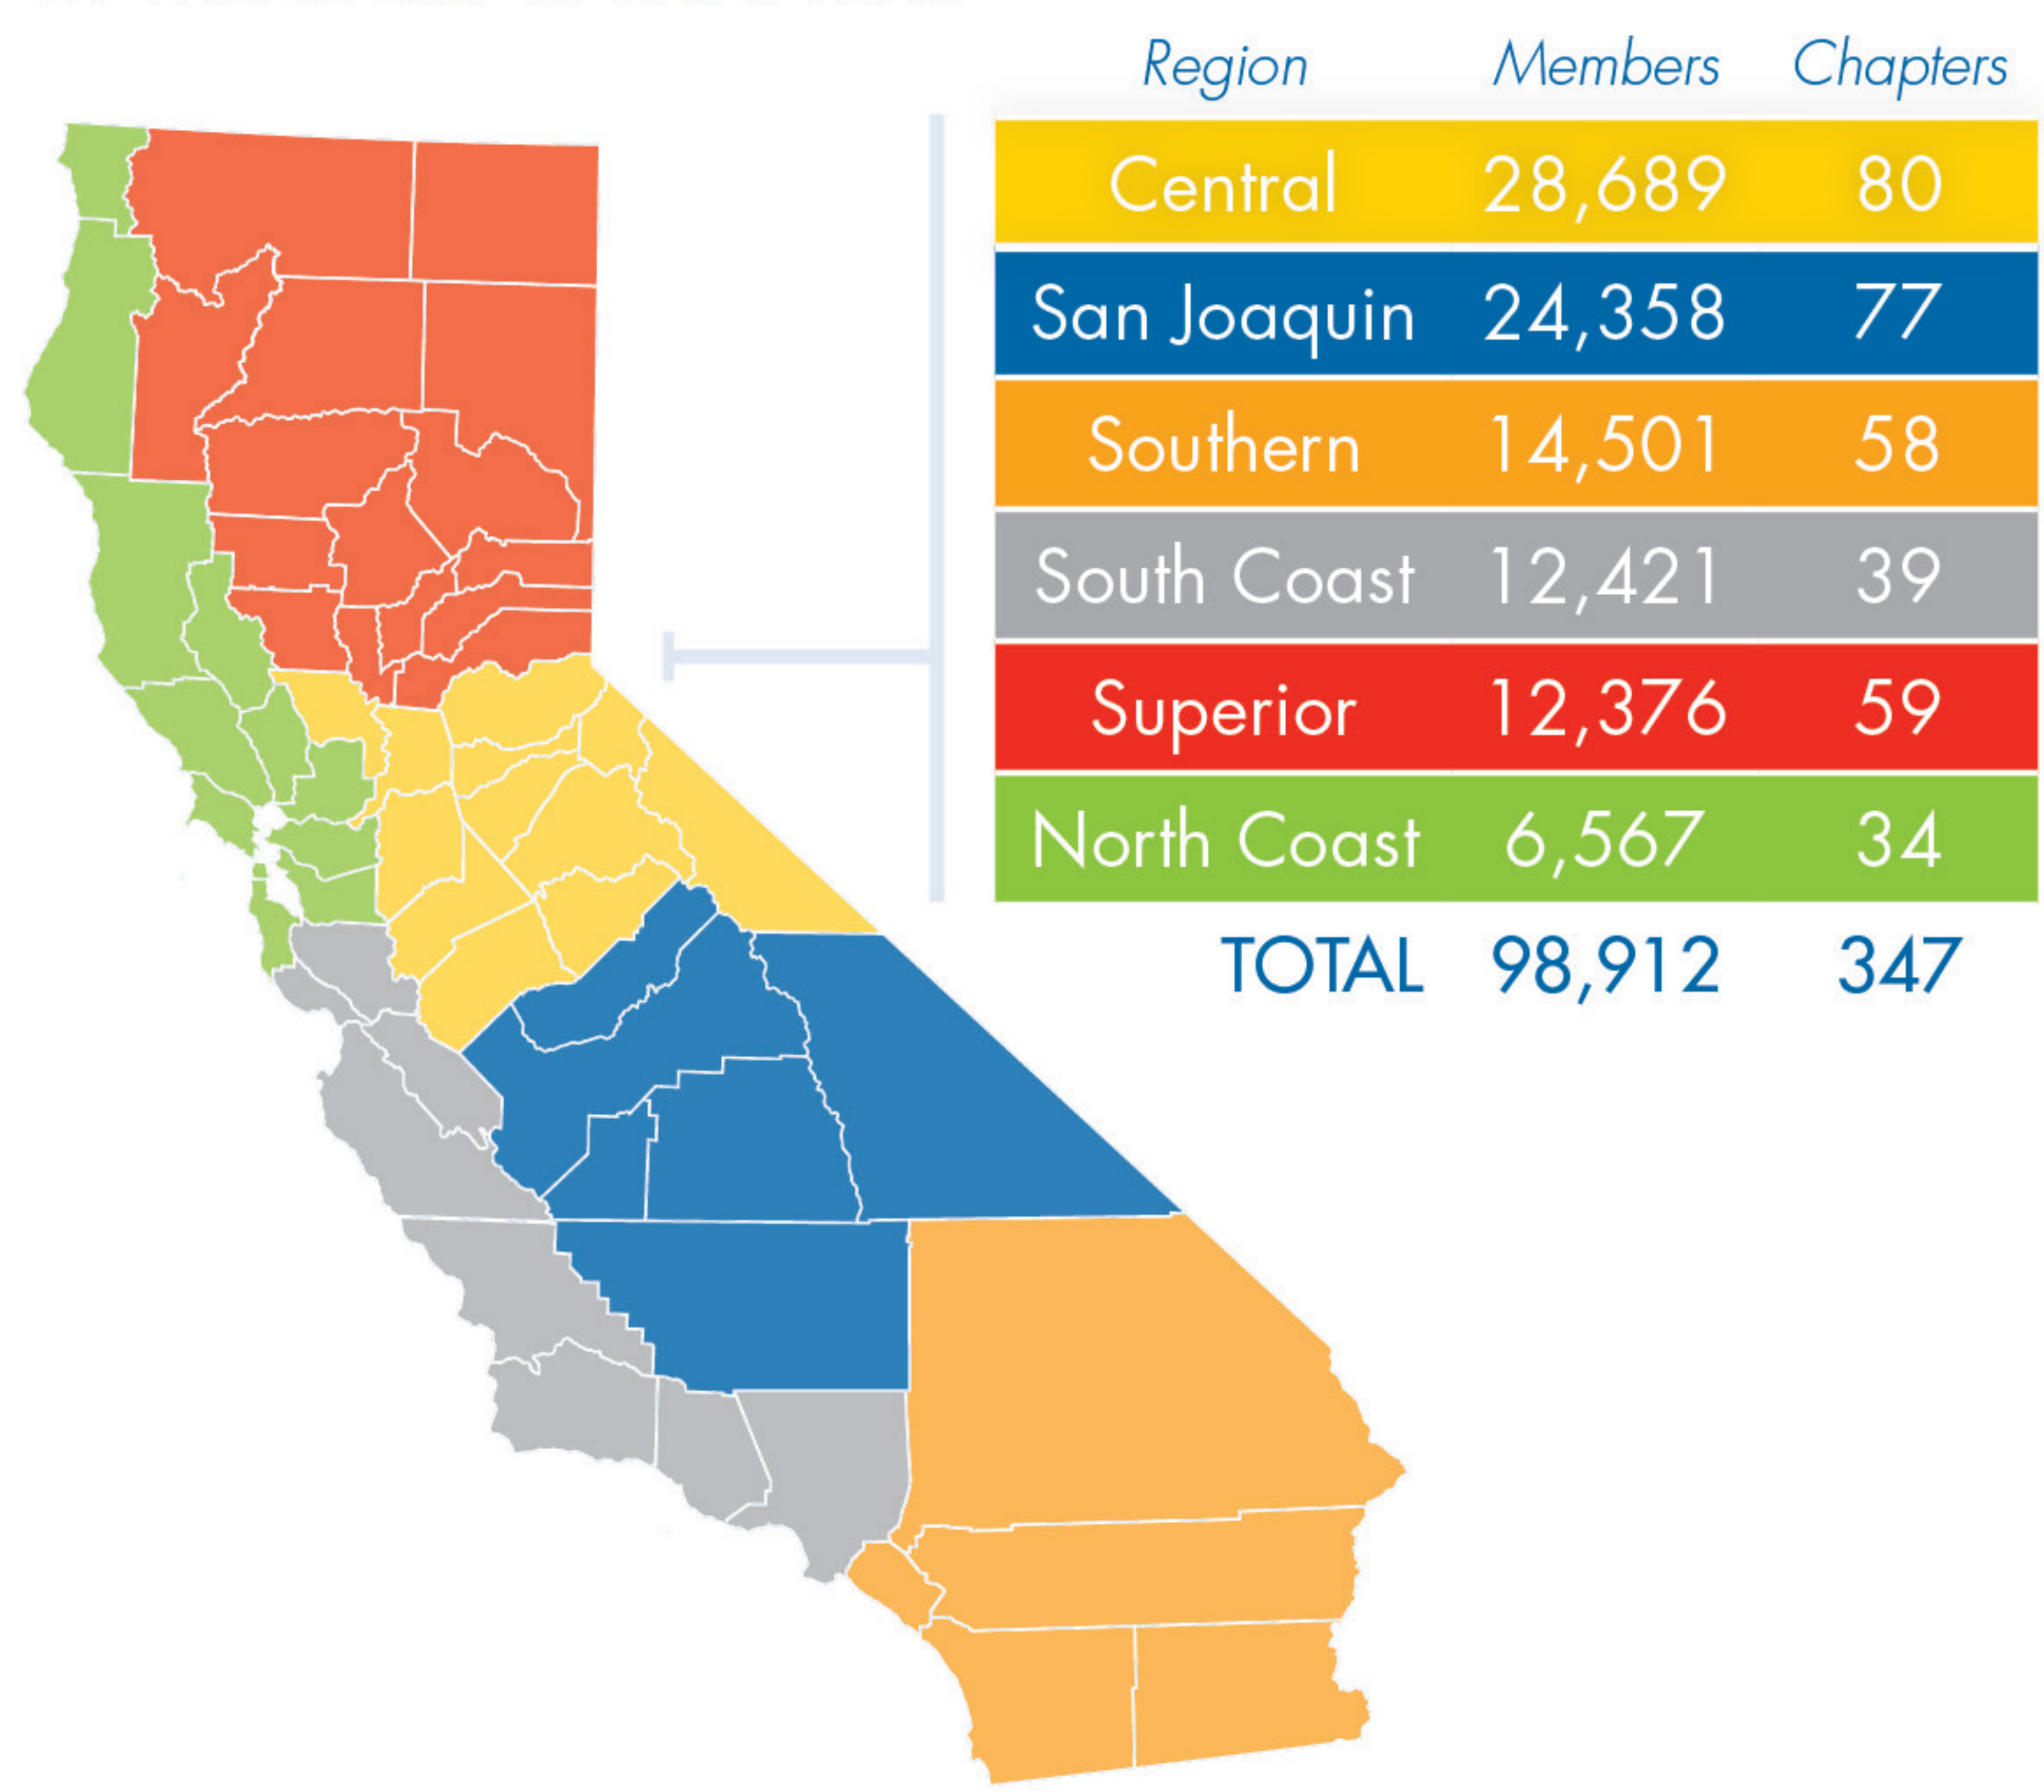 Region Members Chapters
Central 28,689 80
San Joaquin 24,358 77
Southern 14,501 58
South Coast 12,421 39
Superior 12,376 59
North Coast 6,567 34
TOTAL 98,912 347